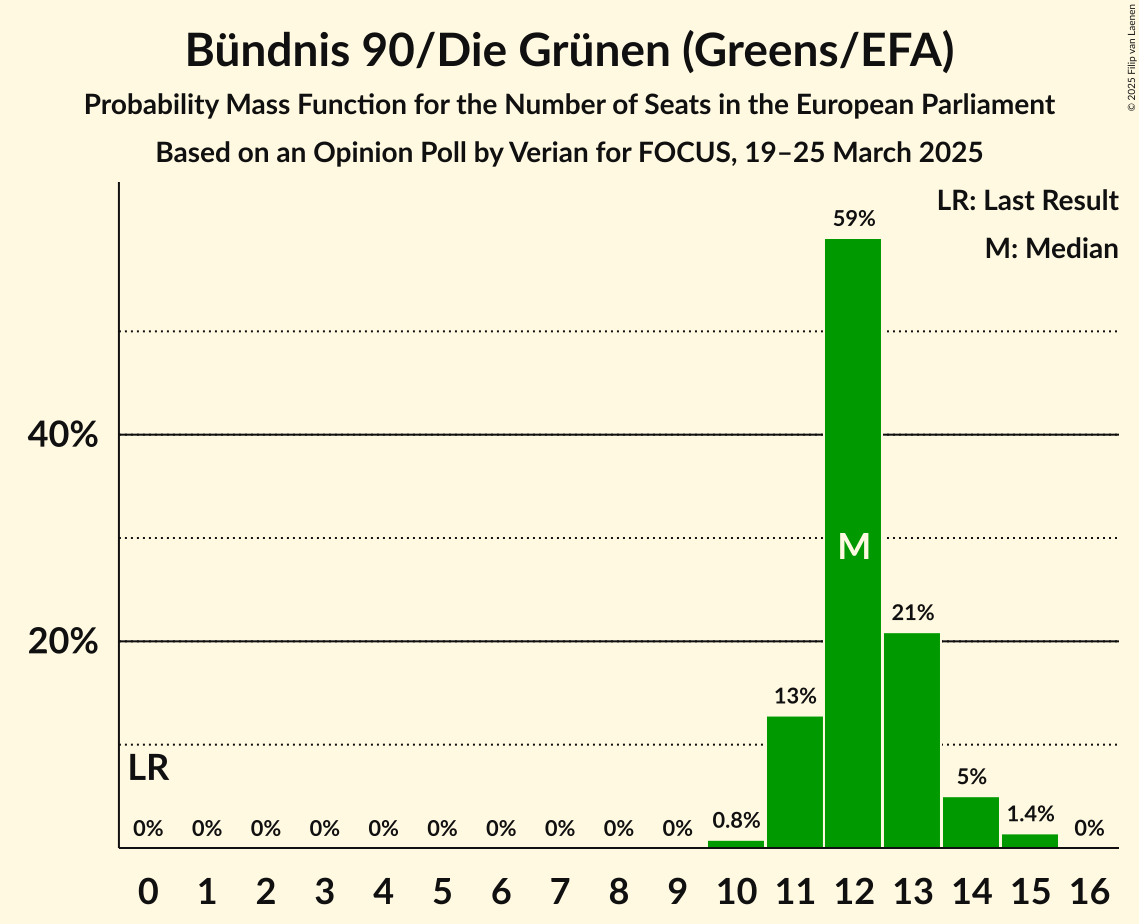 Bündnis 90/Die Grünen (Greens/EFA)
Probability Mass Function for the Number of Seats in the European Parliament
Based on an Opinion Poll by Verian for FOCUS, 19–25 March 2025
© 2025 Filip van Laenen
LR: Last Result
M: Median
59%
40%
M
21%
20%
13%
LR
5%
0% 0% 0% 0% 0% 0% 0% 0% 0% 0% 0.8% 1.4% 0%
0 1 2 3 4 5 6 7 8 9 10 11 12 13 14 15 16